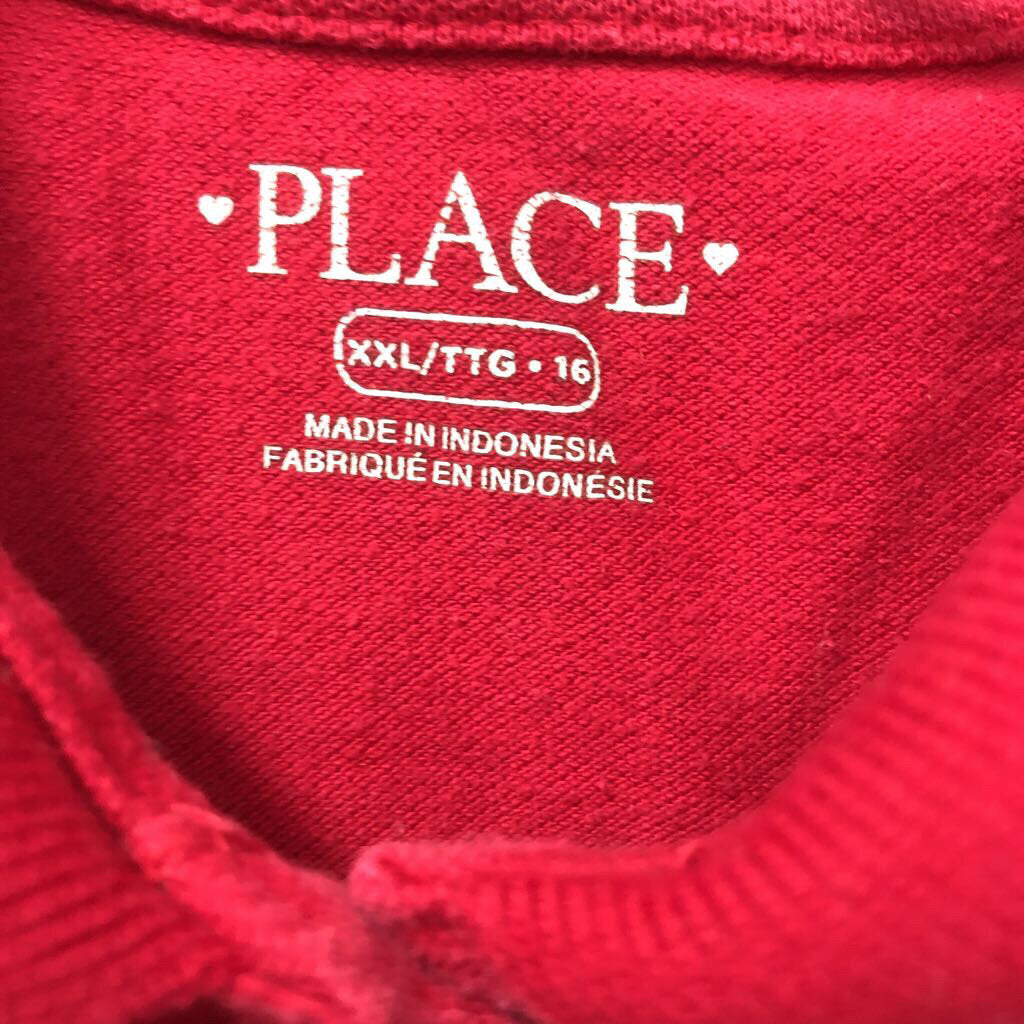 PLACE
XXL/TTG • 16
MADE IN INDONESIA
FABRIQUÉ EN INDONÉSIE